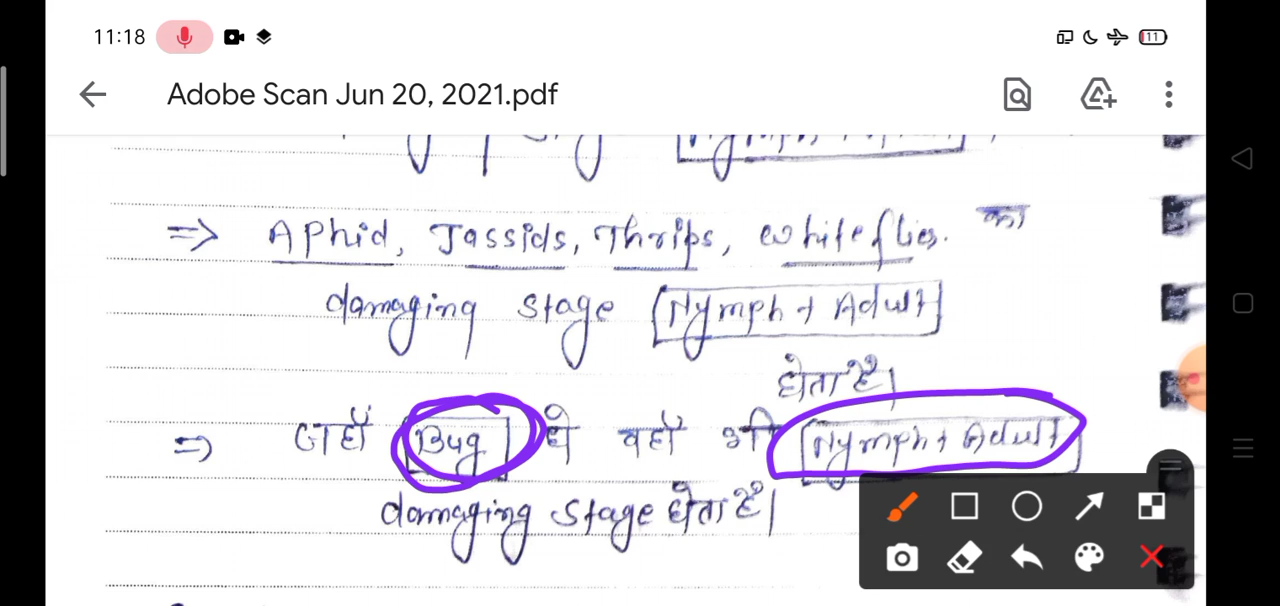 11:18
11
Adobe Scan Jun 20, 2021.pdf
=> Aphid, Jassids, Thrips, whiteflies. का
damaging stage [Nymph + Adult]
होता है।
=> जहाँ [Bug] हो वहाँ भी [Nymph + Adult]
damaging stage होता है।